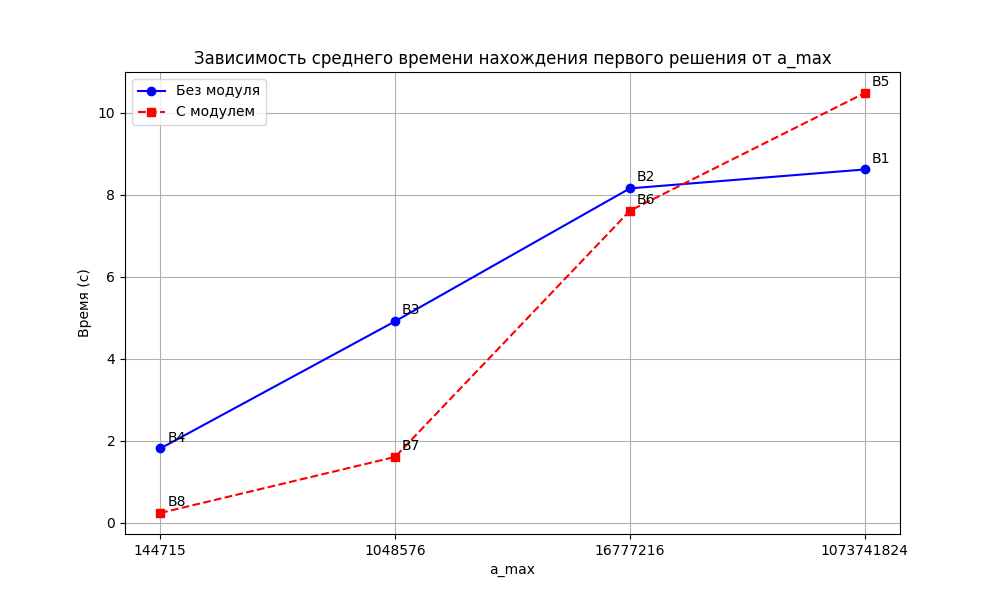 Зависимость среднего времени нахождения первого решения от a_max
Без модуля
С модулем
B5
B1
B2
B6
B3
B7
B4
B8
10
8
6
4
2
0
Время (с)
144715
1048576
16777216
1073741824
a_max